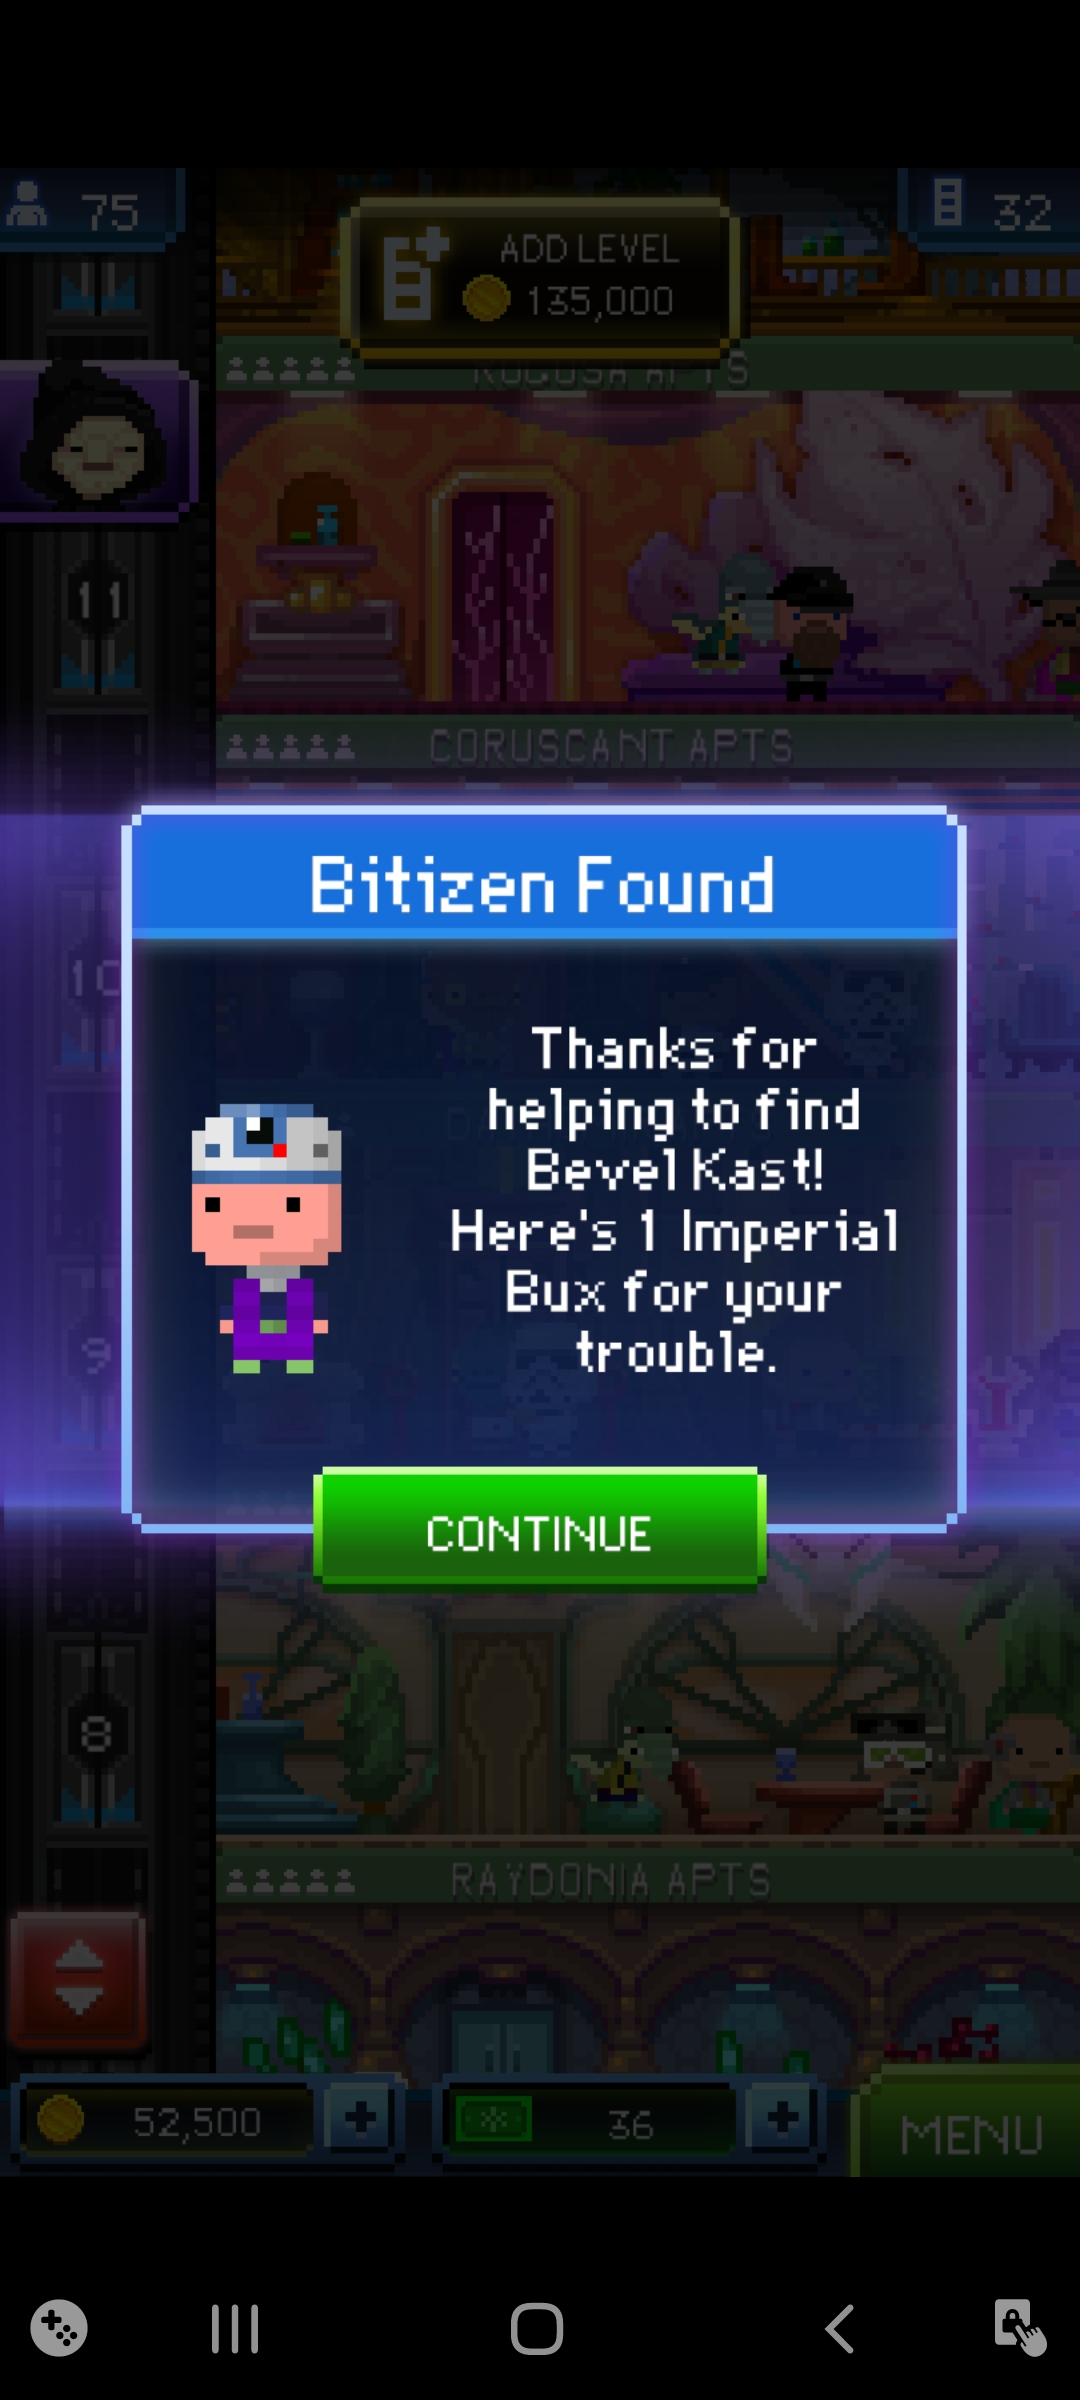 75
ADD LEVEL
135,000
32
11
CORUSCANT APTS
Bitizen Found
10
Thanks for
helping to find
Bevel Kast!
Here's 1 Imperial
Bux for your
trouble.
9
CONTINUE
8
RAYDONIA APTS
52,500
36
MENU